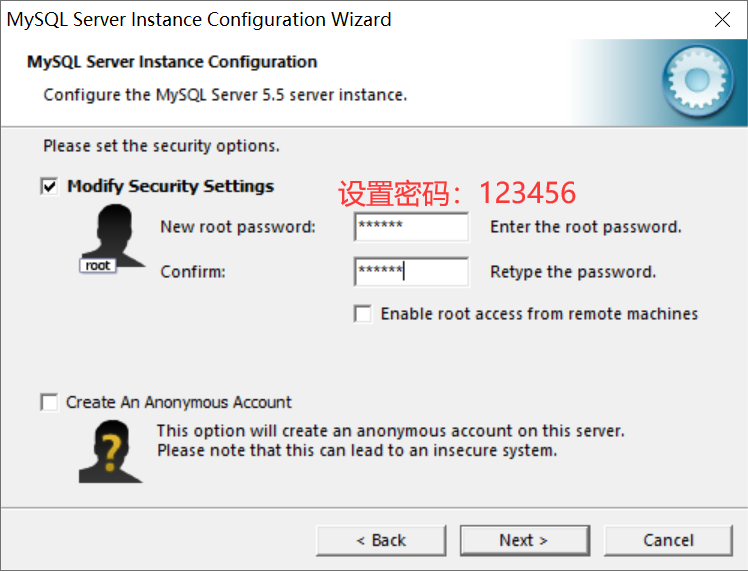 MySQL Server Instance Configuration Wizard
MySQL Server Instance Configuration
Configure the MySQL Server 5.5 server instance.
Please set the security options.
Modify Security Settings
设置密码：123456
New root password: ****** Enter the root password.
root
Confirm: ****** Retype the password.
Enable root access from remote machines
Create An Anonymous Account
?
This option will create an anonymous account on this server.
Please note that this can lead to an insecure system.
< Back Next > Cancel